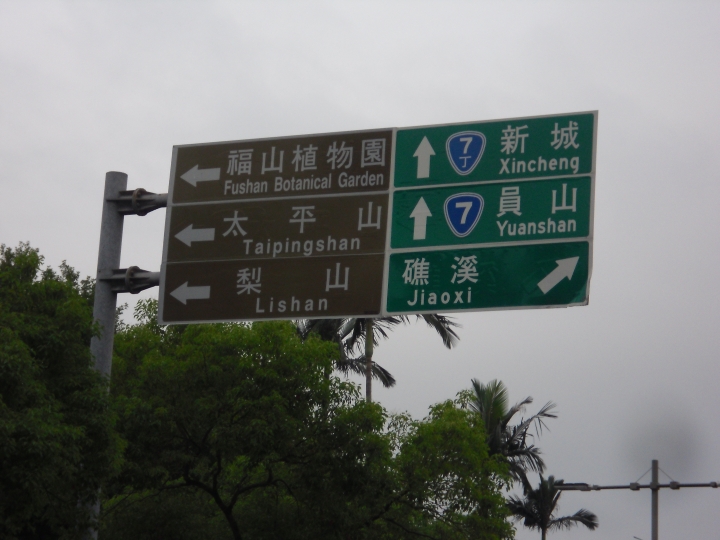 福山植物園
Fushan Botanical Garden
太平山
Taipingshan
梨山
Lishan
7丁
新城
Xincheng
7
員山
Yuanshan
礁溪
Jiaoxi